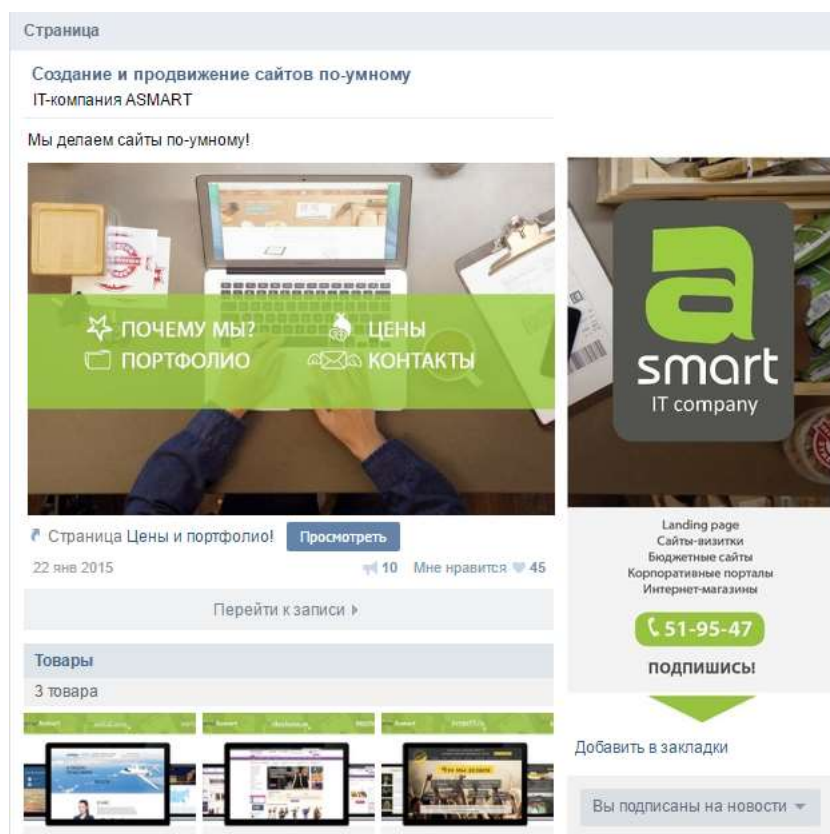 Страница
Создание и продвижение сайтов по-умному
IT-компания ASMART
Мы делаем сайты по-умному!
ПОЧЕМУ МЫ?
ЦЕНЫ
ПОРТФОЛИО
КОНТАКТЫ
Страница Цены и портфолио!
Просмотреть
22 янв 2015
10 Мне нравится 45
Перейти к записи
Товары
3 товара
a
smart
IT company
Landing page
Сайты-визитки
Бюджетные сайты
Корпоративные порталы
Интернет-магазины
51-95-47
ПОДПИШИСЬ!
Добавить в закладки
Вы подписаны на новости